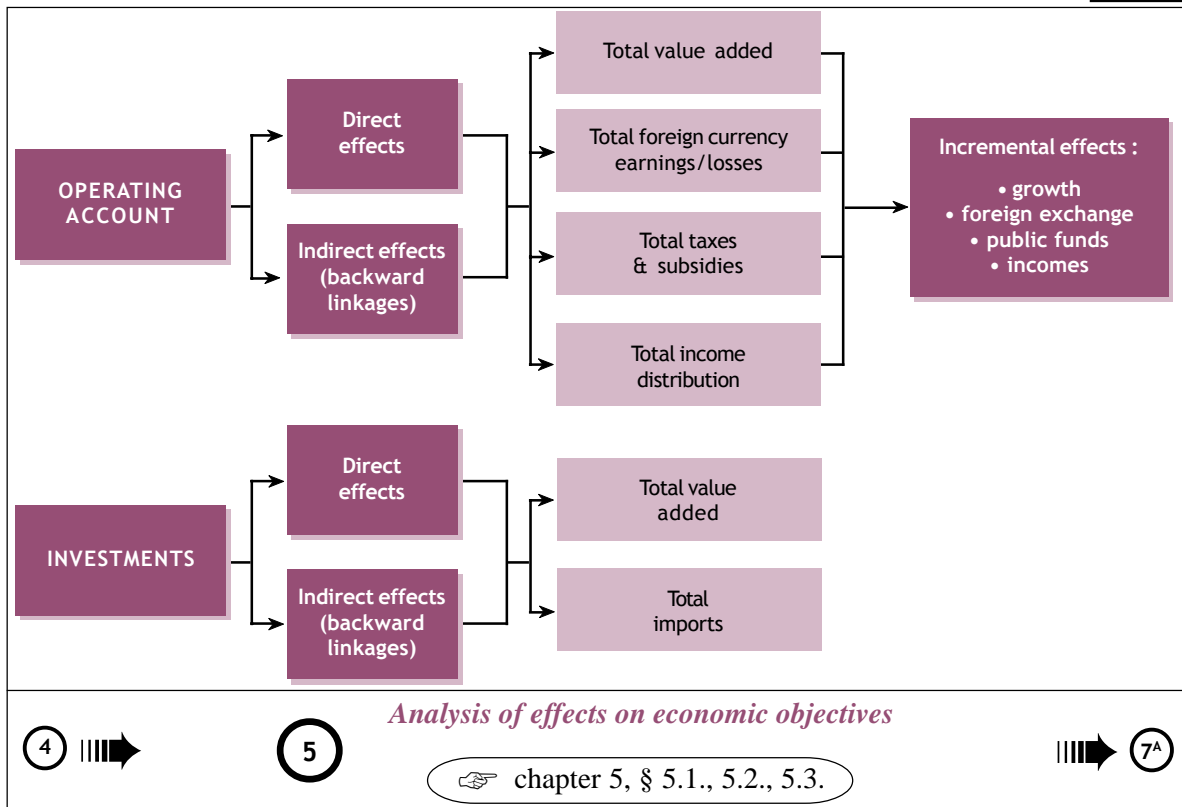 OPERATING
ACCOUNT
Direct
effects
Indirect effects
(backward
linkages)
Total value added
Total foreign currency
earnings/losses
Total taxes
& subsidies
Total income
distribution
Incremental effects :
• growth
• foreign exchange
• public funds
• incomes
INVESTMENTS
Direct
effects
Indirect effects
(backward
linkages)
Total value
added
Total
imports
4
5
Analysis of effects on economic objectives
☞ chapter 5, § 5.1., 5.2., 5.3.
7A